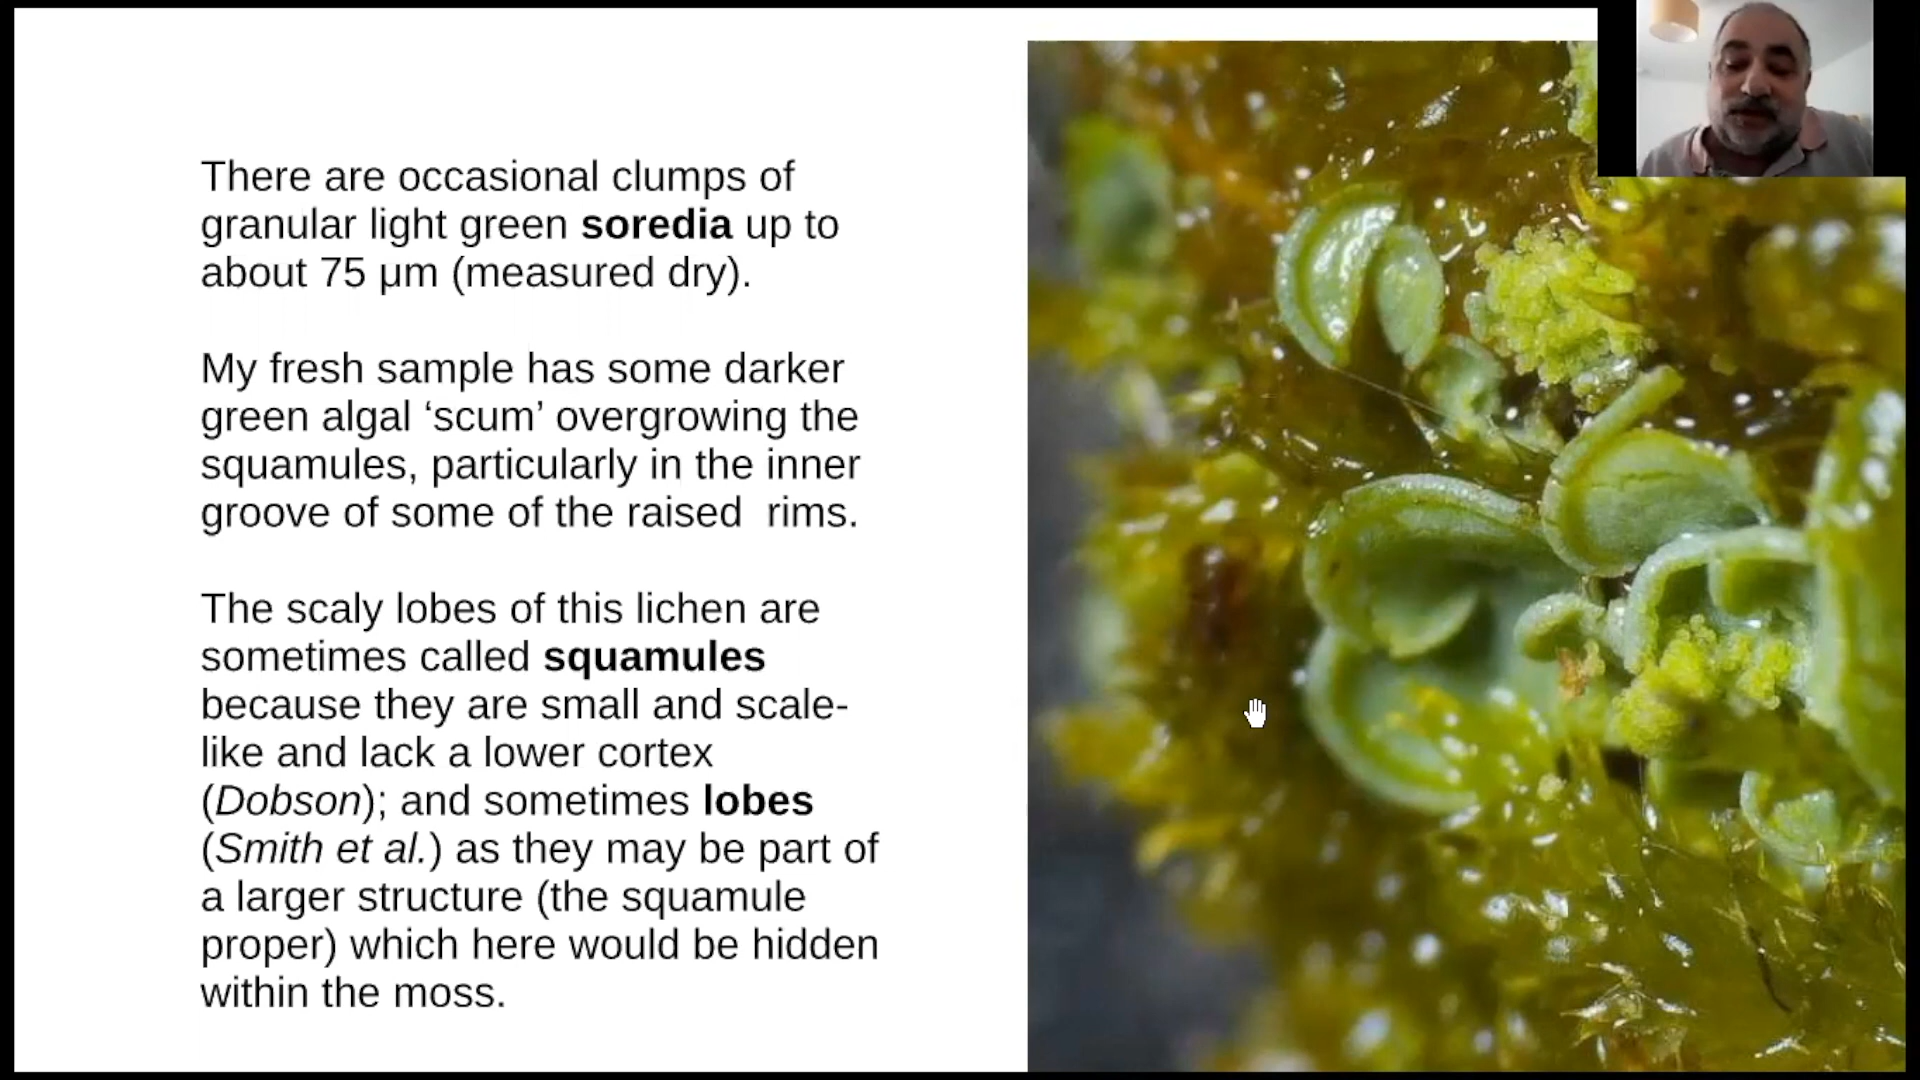 There are occasional clumps of
granular light green soredia up to
about 75 μm (measured dry).
My fresh sample has some darker
green algal ‘scum’ overgrowing the
squamules, particularly in the inner
groove of some of the raised  rims.
The scaly lobes of this lichen are
sometimes called squamules
because they are small and scale-
like and lack a lower cortex
(Dobson); and sometimes lobes
(Smith et al.) as they may be part of
a larger structure (the squamule
proper) which here would be hidden
within the moss.